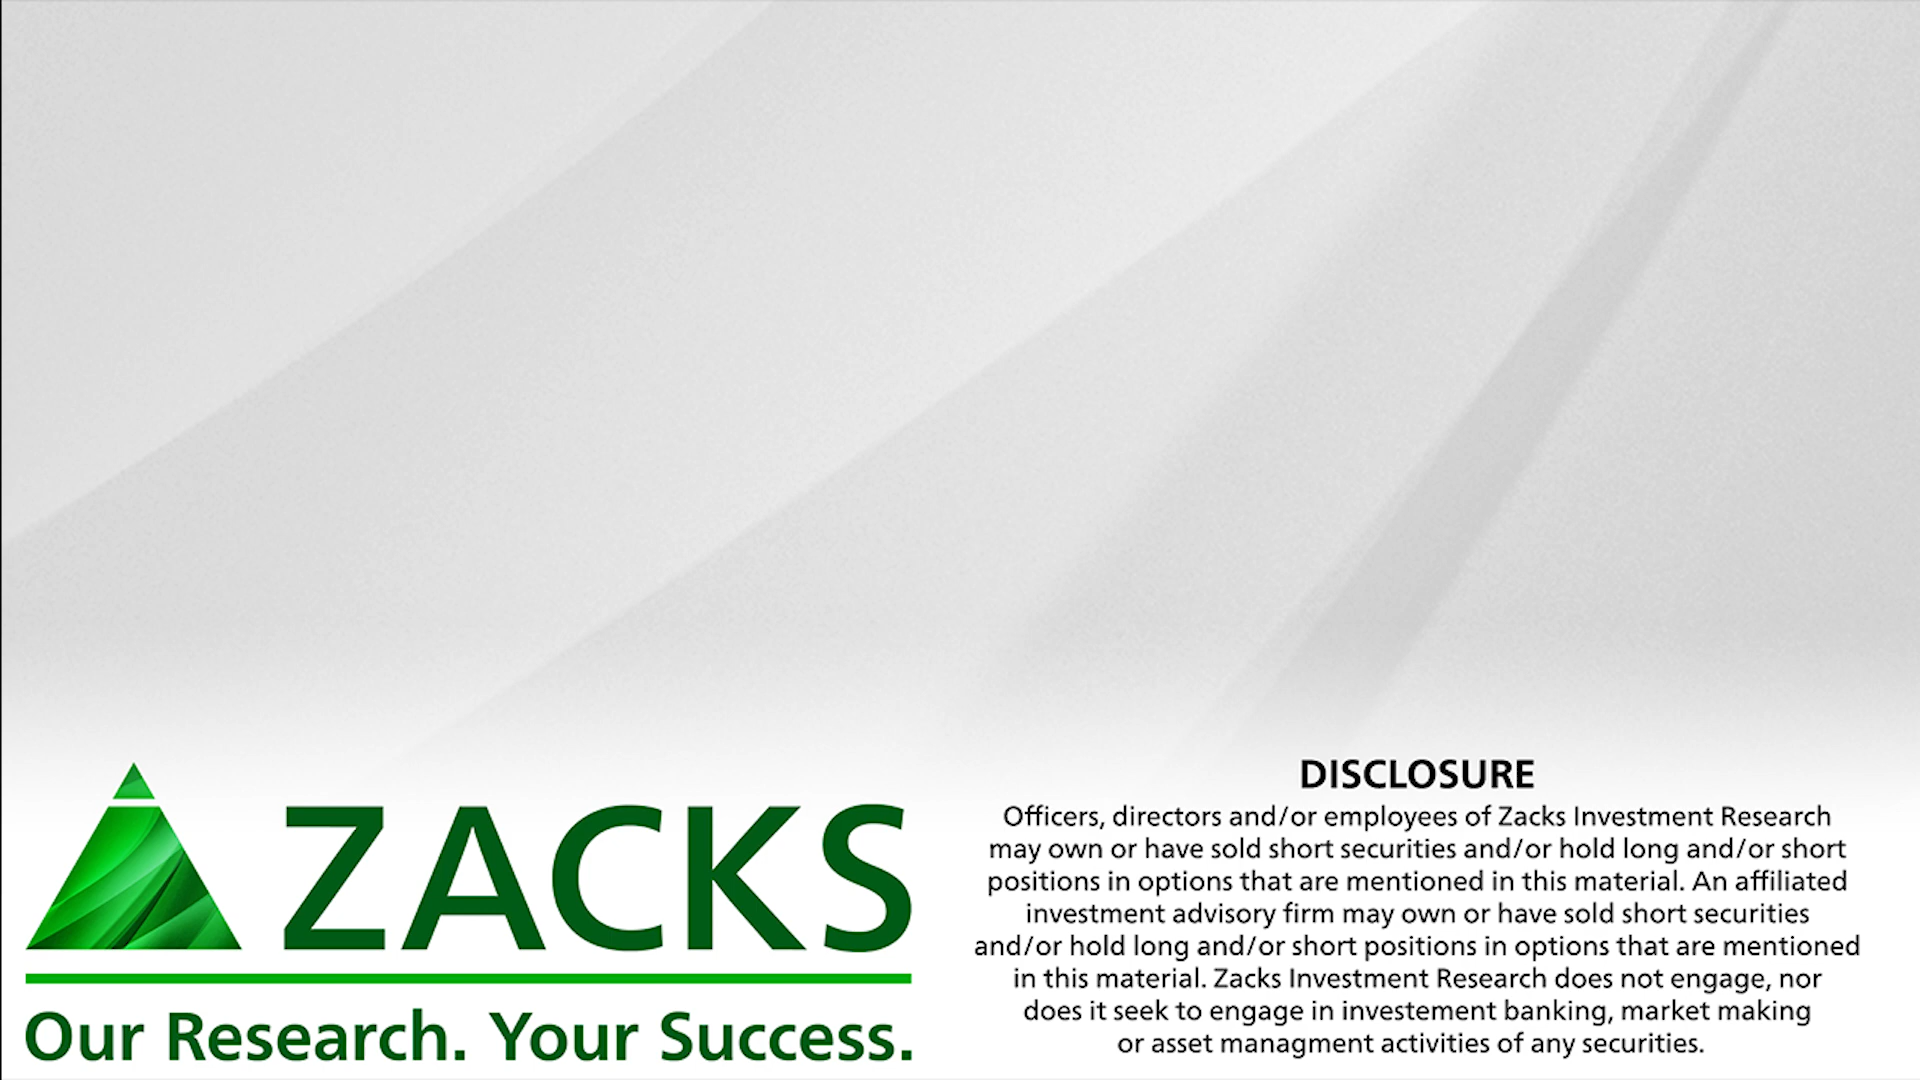 ZACKS
Our Research. Your Success.
DISCLOSURE
Officers, directors and/or employees of Zacks Investment Research
may own or have sold short securities and/or hold long and/or short
positions in options that are mentioned in this material. An affiliated
investment advisory firm may own or have sold short securities
and/or hold long and/or short positions in options that are mentioned
in this material. Zacks Investment Research does not engage, nor
does it seek to engage in investement banking, market making
or asset managment activities of any securities.